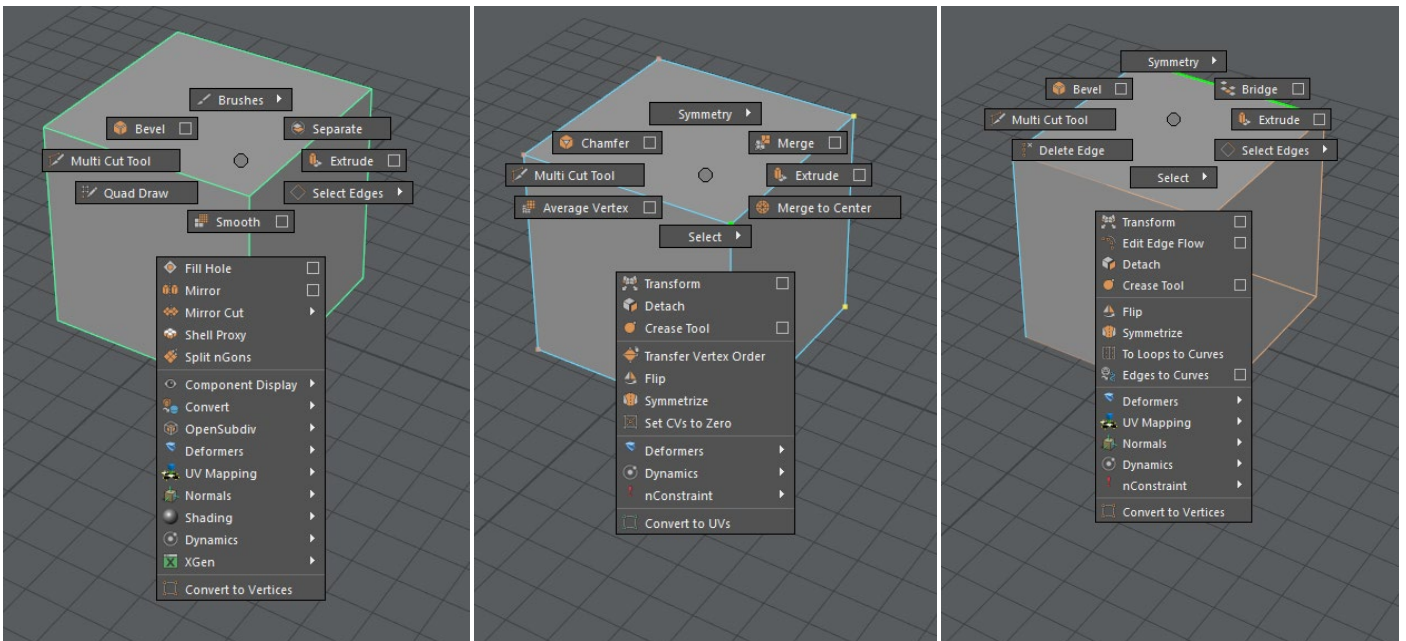 Brushes
Bevel
Separate
Multi Cut Tool
Extrude
Quad Draw
Select Edges
Smooth
Fill Hole
Mirror
Mirror Cut
Shell Proxy
Split nGons
Component Display
Convert
OpenSubdiv
Deformers
UV Mapping
Normals
Shading
Dynamics
XGen
Convert to Vertices
Symmetry
Chamfer
Merge
Multi Cut Tool
Extrude
Average Vertex
Merge to Center
Select
Transform
Detach
Crease Tool
Transfer Vertex Order
Flip
Symmetrize
Set CVs to Zero
Deformers
Dynamics
nConstraint
Convert to UVs
Symmetry
Bevel
Bridge
Multi Cut Tool
Extrude
Delete Edge
Select Edges
Select
Transform
Edit Edge Flow
Detach
Crease Tool
Flip
Symmetrize
To Loops to Curves
Edges to Curves
Deformers
UV Mapping
Normals
Dynamics
nConstraint
Convert to Vertices